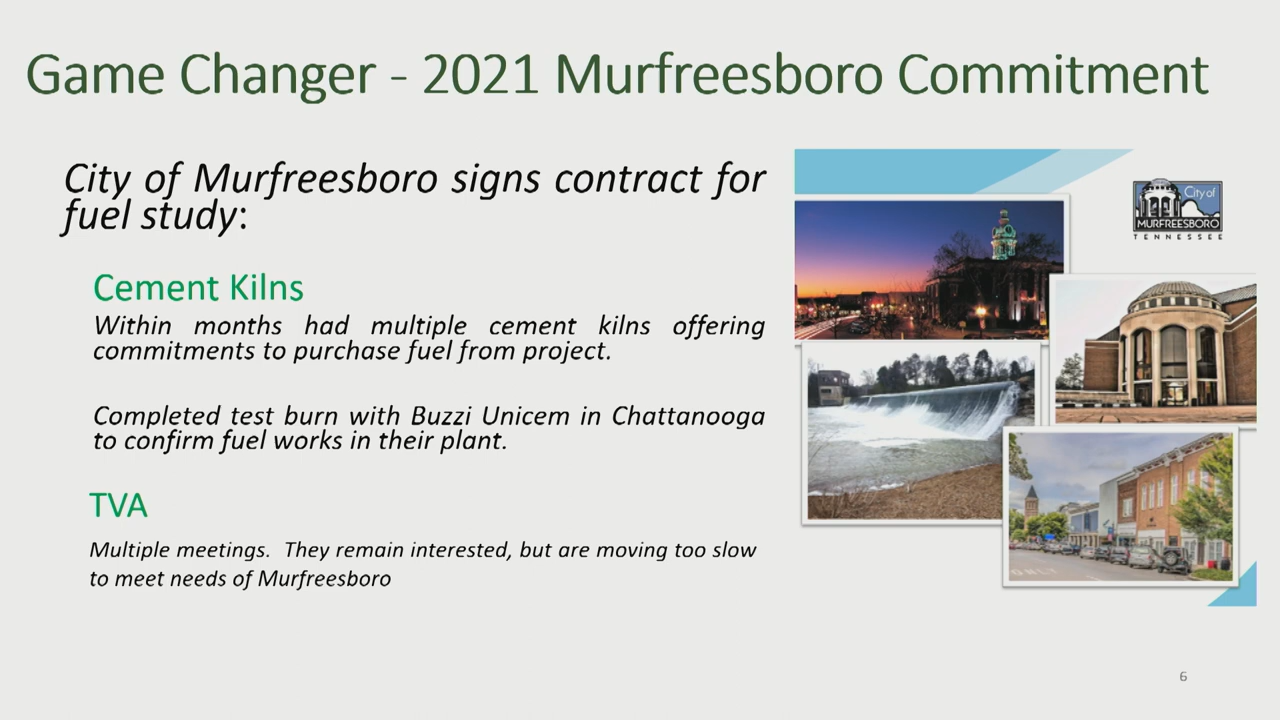 Game Changer - 2021 Murfreesboro Commitment
City of Murfreesboro signs contract for
fuel study:
Cement Kilns
Within months had multiple cement kilns offering
commitments to purchase fuel from project.
Completed test burn with Buzzi Unicem in Chattanooga
to confirm fuel works in their plant.
TVA
Multiple meetings. They remain interested, but are moving too slow
to meet needs of Murfreesboro
City of
MURFREESBORO
TENNESSEE
ONLY
6